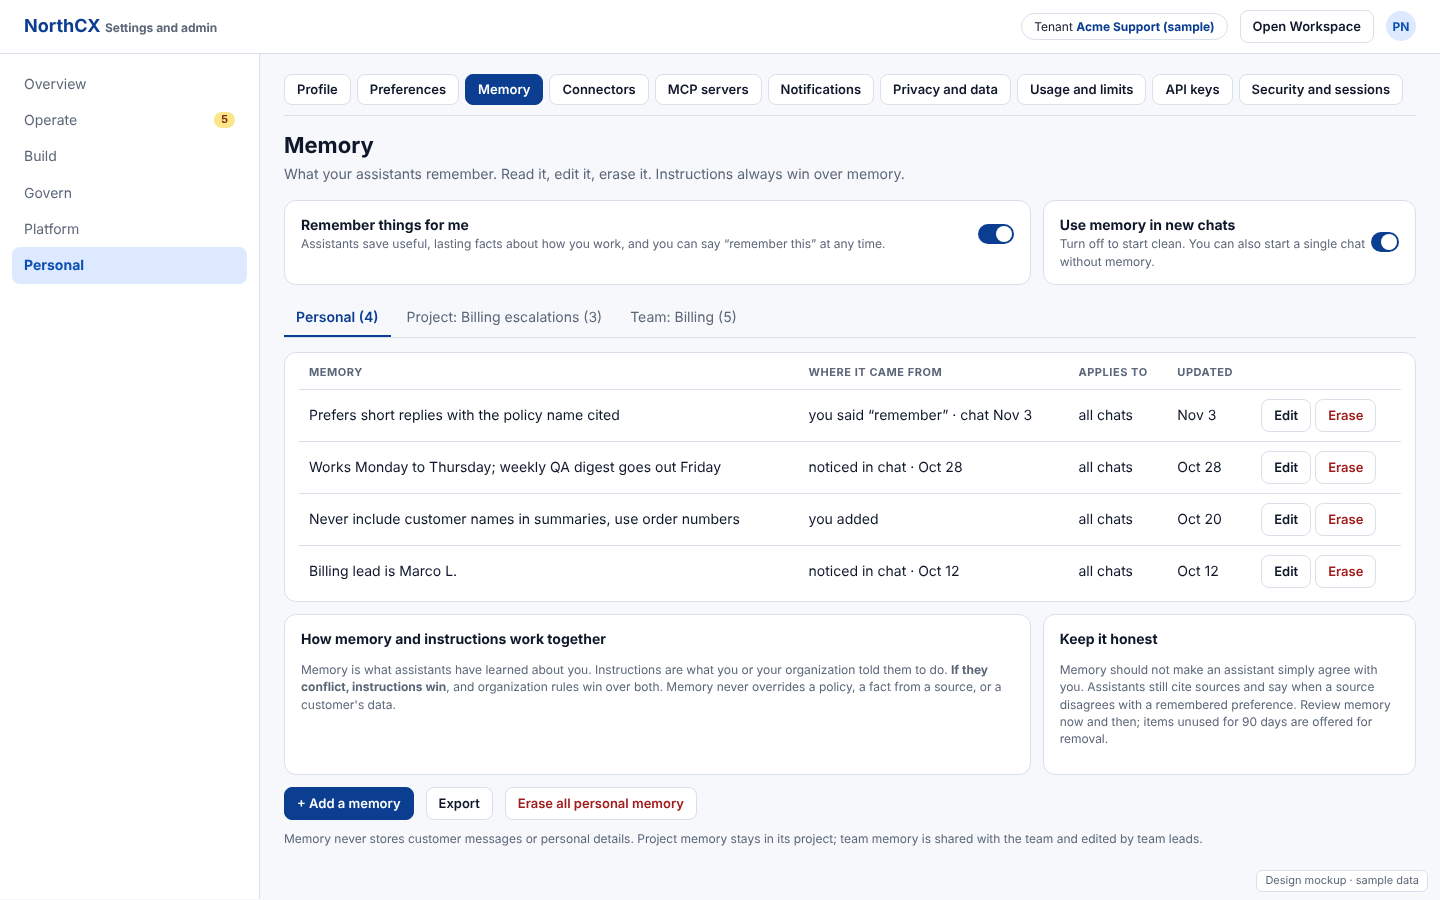 NorthCX Settings and admin
Tenant Acme Support (sample)
Open Workspace
PN
Overview
Operate 5
Build
Govern
Platform
Personal
Profile
Preferences
Memory
Connectors
MCP servers
Notifications
Privacy and data
Usage and limits
API keys
Security and sessions
Memory
What your assistants remember. Read it, edit it, erase it. Instructions always win over memory.
Remember things for me
Assistants save useful, lasting facts about how you work, and you can say “remember this” at any time.
Use memory in new chats
Turn off to start clean. You can also start a single chat
without memory.
Personal (4)
Project: Billing escalations (3)
Team: Billing (5)
MEMORY WHERE IT CAME FROM APPLIES TO UPDATED
Prefers short replies with the policy name cited you said “remember” · chat Nov 3 all chats Nov 3 Edit Erase
Works Monday to Thursday; weekly QA digest goes out Friday noticed in chat · Oct 28 all chats Oct 28 Edit Erase
Never include customer names in summaries, use order numbers you added all chats Oct 20 Edit Erase
Billing lead is Marco L. noticed in chat · Oct 12 all chats Oct 12 Edit Erase
How memory and instructions work together
Memory is what assistants have learned about you. Instructions are what you or your organization told them to do. If they
conflict, instructions win, and organization rules win over both. Memory never overrides a policy, a fact from a source, or a
customer's data.
Keep it honest
Memory should not make an assistant simply agree with
you. Assistants still cite sources and say when a source
disagrees with a remembered preference. Review memory
now and then; items unused for 90 days are offered for
removal.
+ Add a memory
Export
Erase all personal memory
Memory never stores customer messages or personal details. Project memory stays in its project; team memory is shared with the team and edited by team leads.
Design mockup · sample data